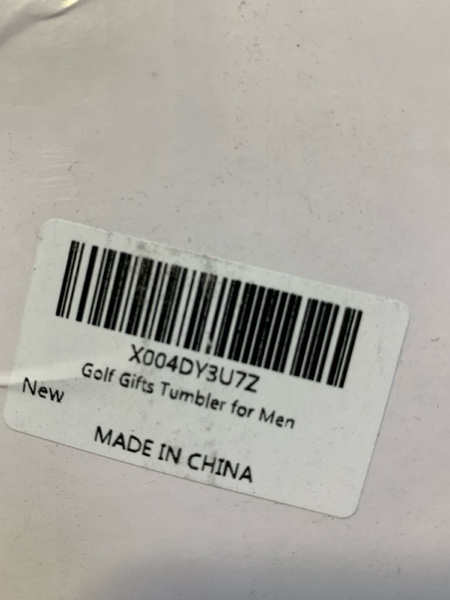 X004DY3U7Z
Golf Gifts Tumbler for Men
New
MADE IN CHINA